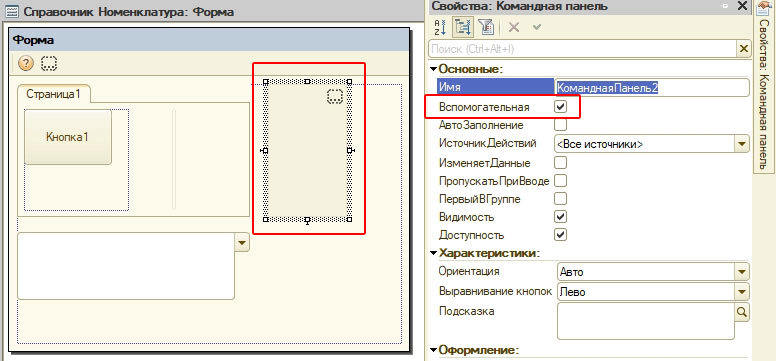 Справочник Номенклатура: Форма
Форма
?
Страница1
Кнопка1
Свойства: Командная панель
Поиск (Ctrl+Alt+I)
Основные:
Имя КоманднаяПанель2
Вспомогательная
АвтоЗаполнение
ИсточникДействий <Все источники>
ИзменяетДанные
ПропускатьПриВводе
ПервыйВГруппе
Видимость
Доступность
Характеристики:
Ориентация Авто
Выравнивание кнопок Лево
Подсказка
Оформление:
Свойства: Командная панель